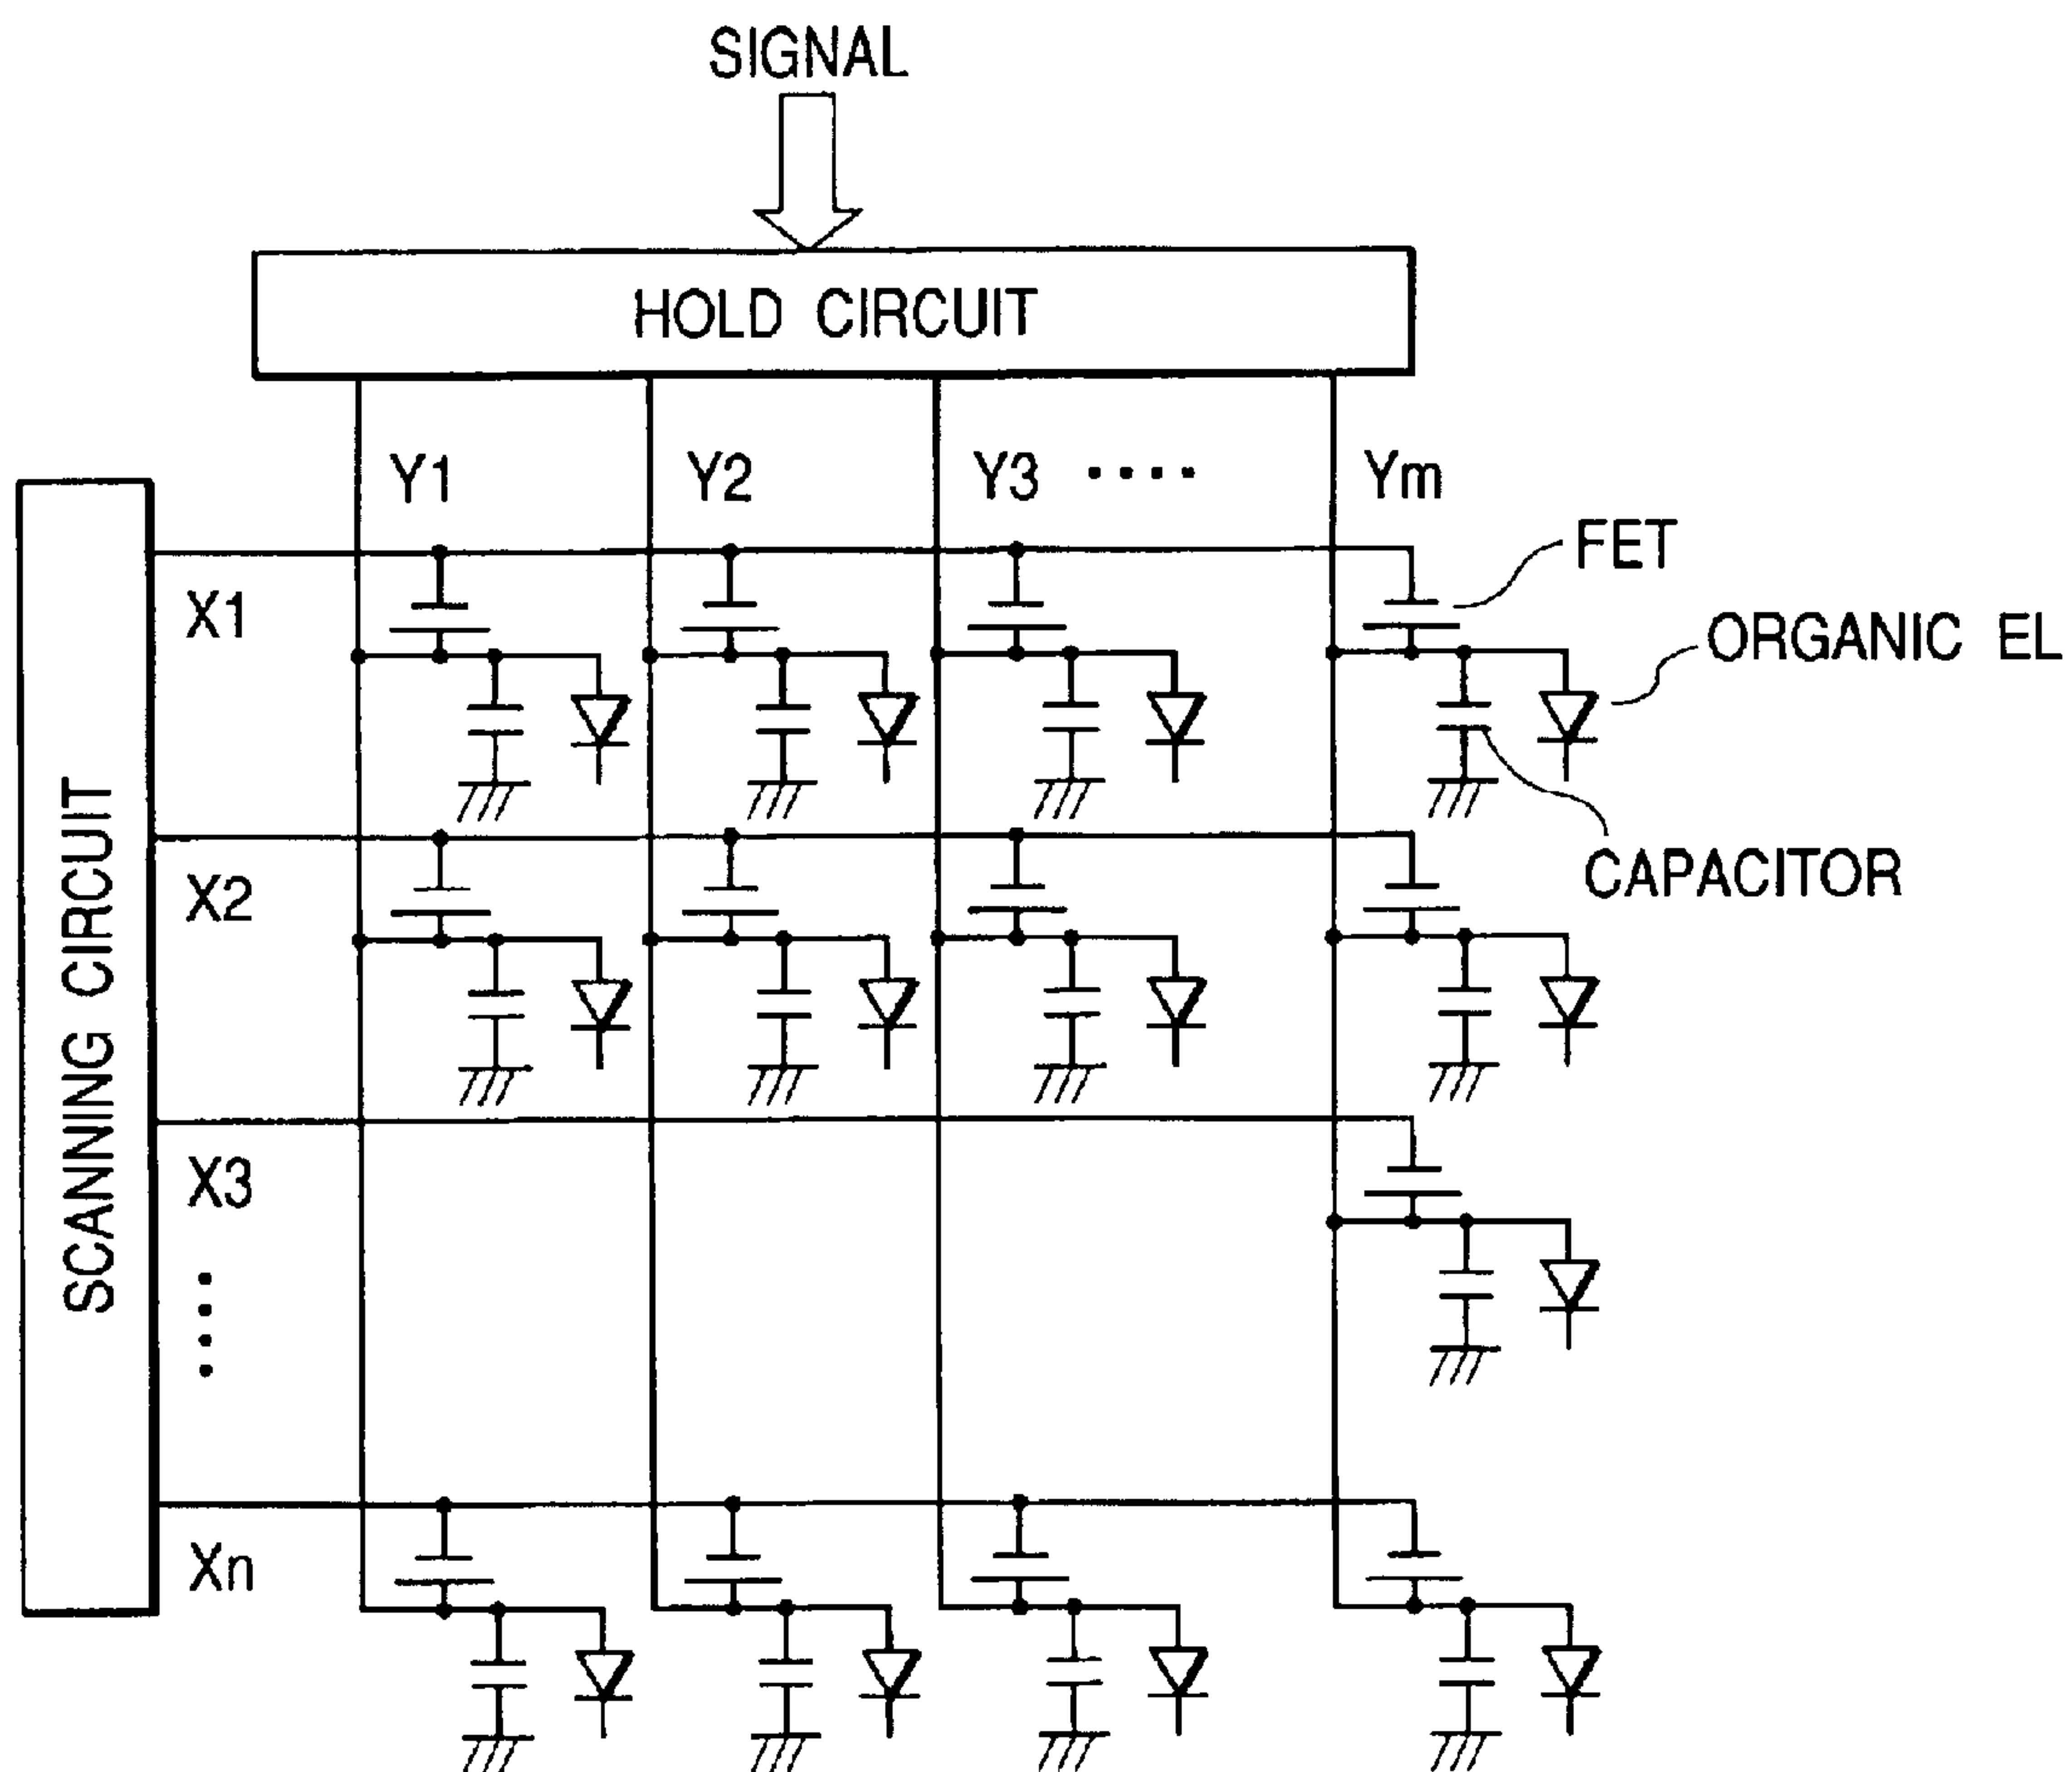 SIGNAL
HOLD CIRCUIT
Y1 Y2 Y3 ···· Ym
FET
X1
ORGANIC EL
CAPACITOR
X2
SCANNING CIRCUIT
X3
Xn